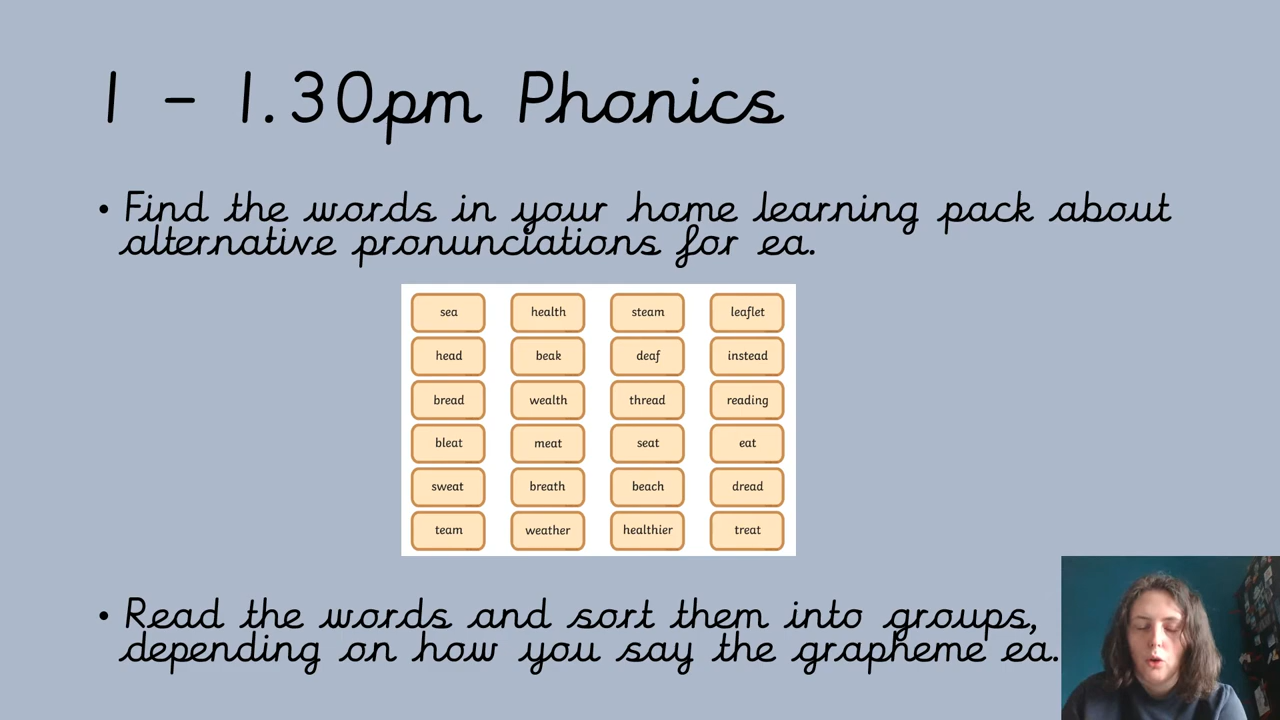 1 - 1.30pm Phonics
• Find the words in your home learning pack about
alternative pronunciations for ea.
sea health steam leaflet
head beak deaf instead
bread wealth thread reading
bleat meat seat eat
sweat breath beach dread
team weather healthier treat
• Read the words and sort them into groups,
depending on how you say the grapheme ea.